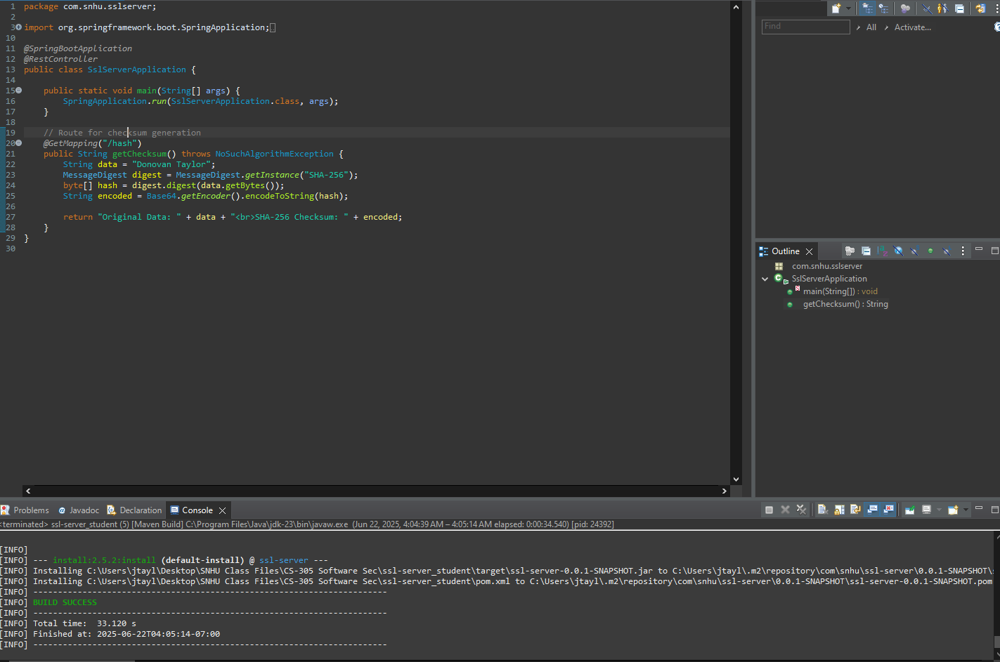 1 package com.snhu.sslserver;
2
3 import org.springframework.boot.SpringApplication;
10
11 @SpringBootApplication
12 @RestController
13 public class SslServerApplication {
14
15 public static void main(String[] args) {
16 SpringApplication.run(SslServerApplication.class, args);
17 }
18
19 // Route for checksum generation
20 @GetMapping("/hash")
21 public String getChecksum() throws NoSuchAlgorithmException {
22 String data = "Donovan Taylor";
23 MessageDigest digest = MessageDigest.getInstance("SHA-256");
24 byte[] hash = digest.digest(data.getBytes());
25 String encoded = Base64.getEncoder().encodeToString(hash);
26
27 return "Original Data: " + data + "<br>SHA-256 Checksum: " + encoded;
28 }
29 }
30
Find
All
Activate...
Outline
com.snhu.sslserver
SslServerApplication
main(String[]) : void
getChecksum() : String
Problems @ Javadoc Declaration Console
<terminated> ssl-server_student (5) [Maven Build] C:\Program Files\Java\jdk-23\bin\javaw.exe (Jun 22, 2025, 4:04:39 AM – 4:05:14 AM elapsed: 0:00:34.540) [pid: 24392]
[INFO]
[INFO] --- install:2.5.2:install (default-install) @ ssl-server ---
[INFO] Installing C:\Users\jtayl\Desktop\SNHU Class Files\CS-305 Software Sec\ssl-server_student\target\ssl-server-0.0.1-SNAPSHOT.jar to C:\Users\jtayl\.m2\repository\com\snhu\ssl-server\0.0.1-SNAPSHOT\
[INFO] Installing C:\Users\jtayl\Desktop\SNHU Class Files\CS-305 Software Sec\ssl-server_student\pom.xml to C:\Users\jtayl\.m2\repository\com\snhu\ssl-server\0.0.1-SNAPSHOT\ssl-server-0.0.1-SNAPSHOT.pom
[INFO] ------------------------------------------------------------------------
[INFO] BUILD SUCCESS
[INFO] ------------------------------------------------------------------------
[INFO] Total time:  33.120 s
[INFO] Finished at: 2025-06-22T04:05:14-07:00
[INFO] ------------------------------------------------------------------------